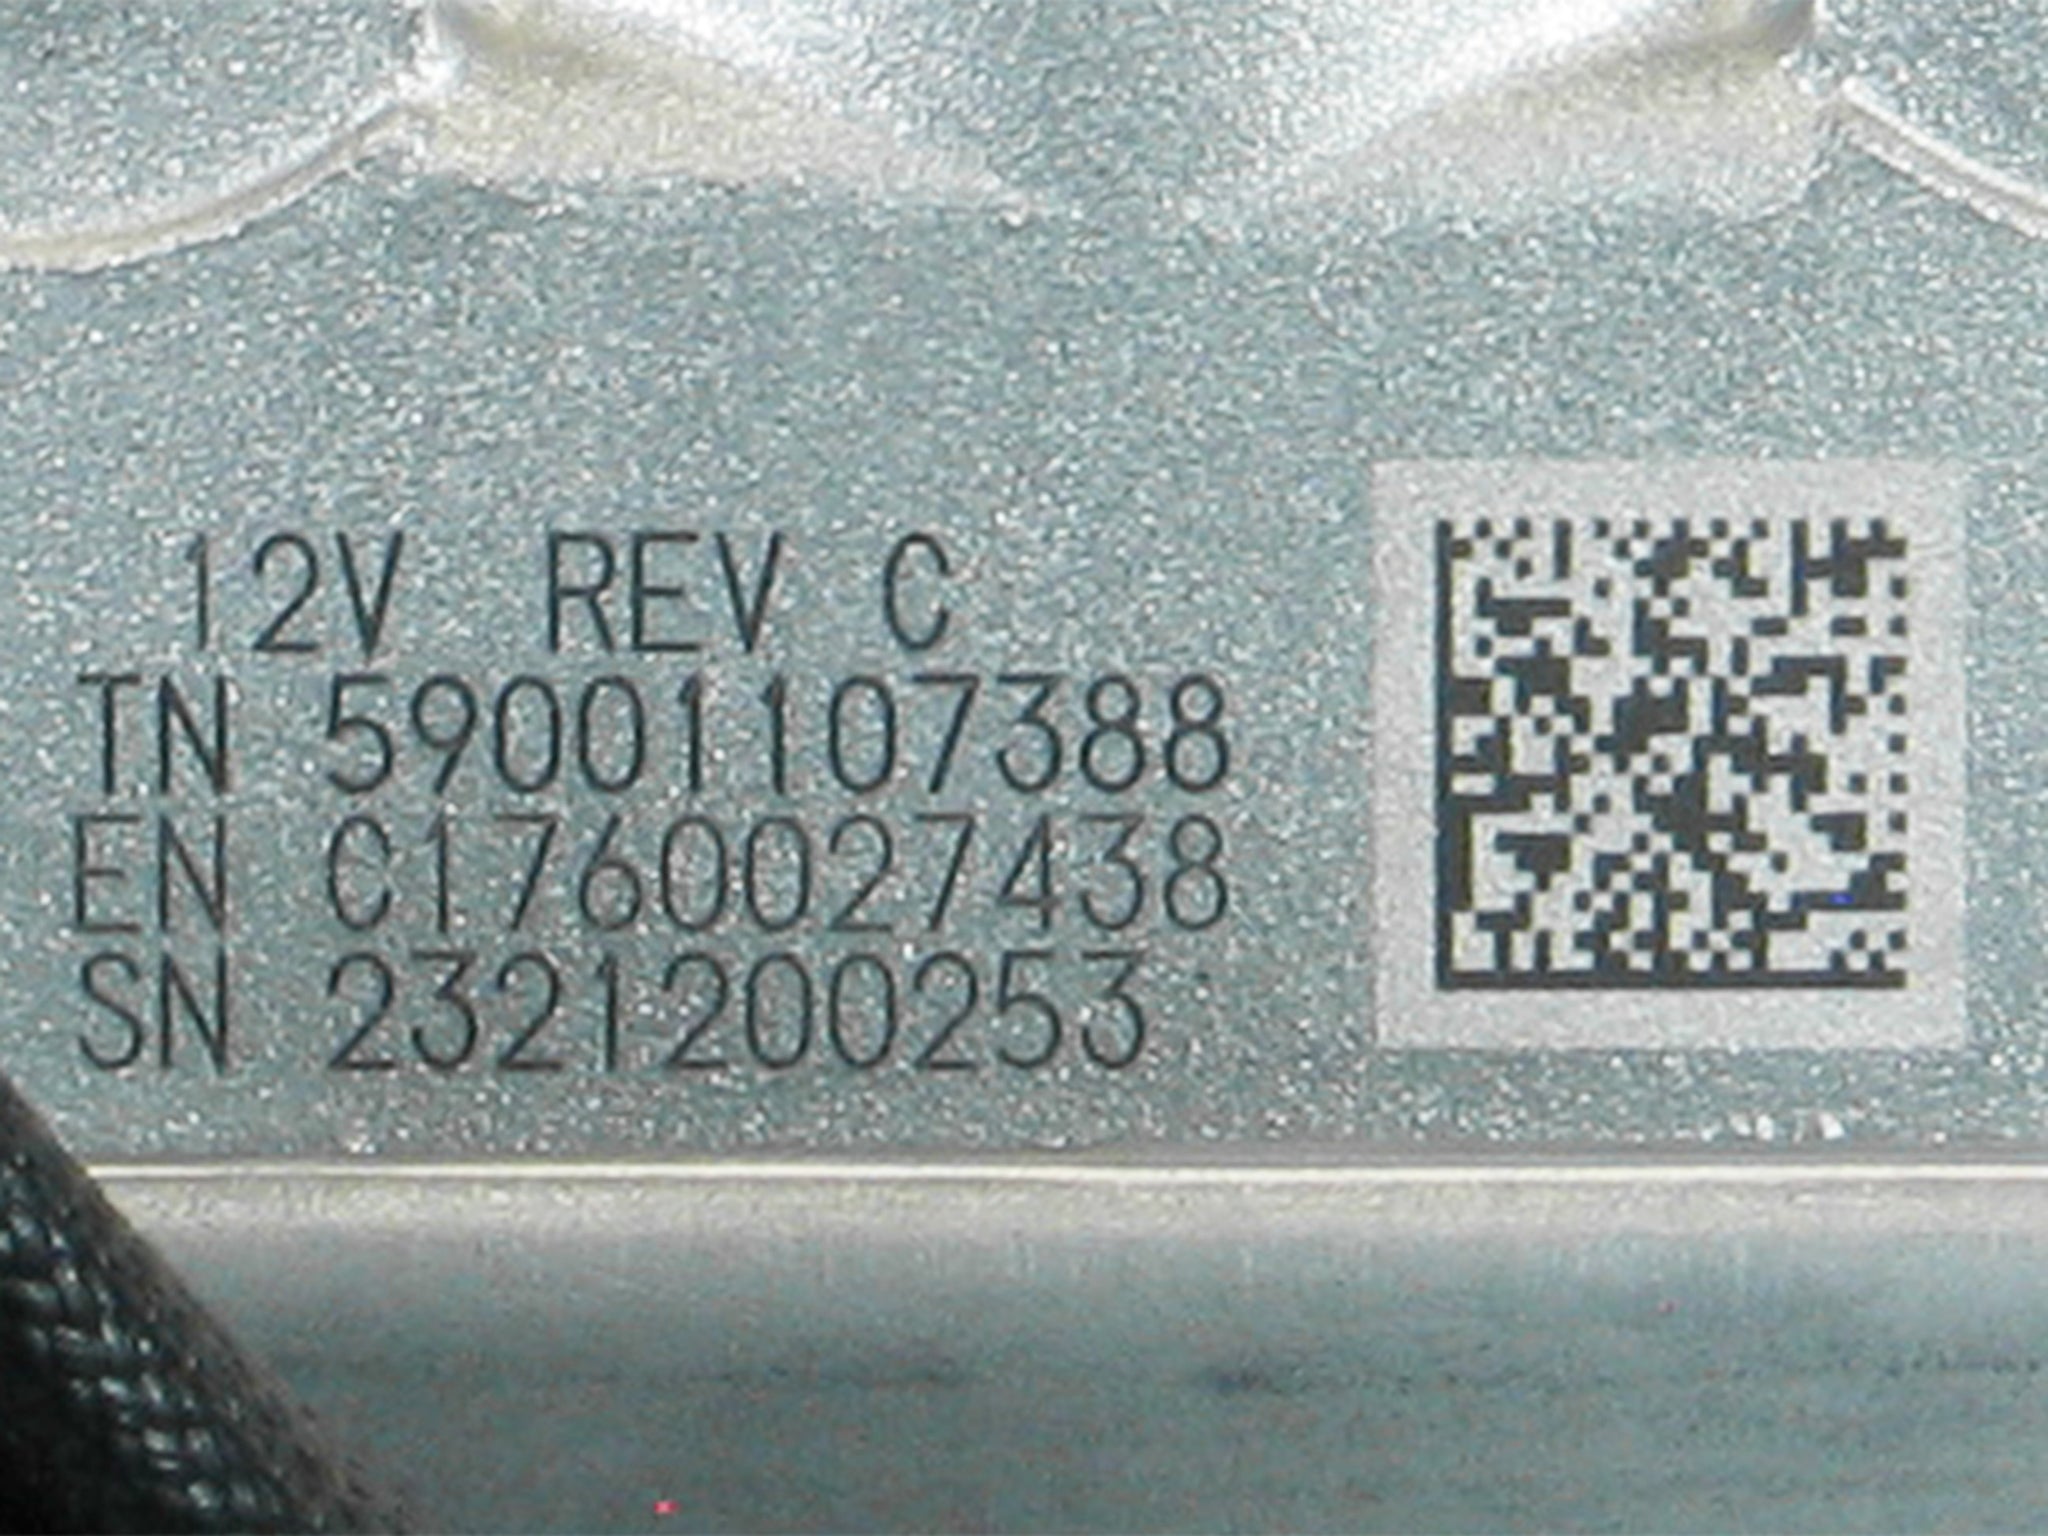 12V REV C
TN 59001107388
EN C1760027438
SN 2321200253